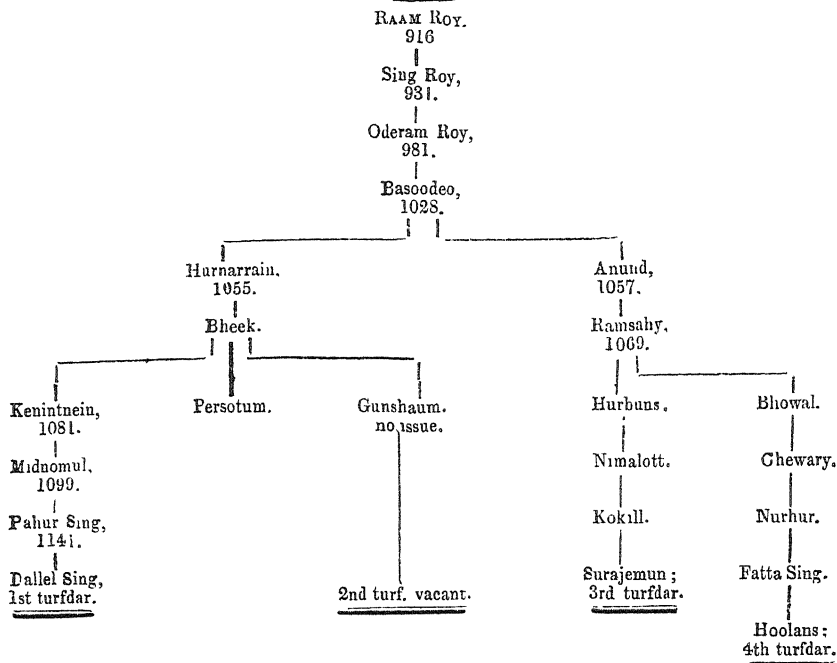 RAAM ROY.
916
Sing Roy,
931.
Oderam Roy,
981.
Basoodeo,
1028.
Hurnarrain.
1055.
Anund,
1057.
Bheek.
Ramsahy,
1069.
Kenintnein,
1081.
Persotum.
Gunshaum.
no issue.
Hurbuns.
Bhowal.
Midnomul,
1099.
Nimalott.
Ghewary.
Pahur Sing,
1141.
Kokill.
Nurhur.
Dallel Sing,
1st turfdar.
2nd turf. vacant.
Surajemun;
3rd turfdar.
Fatta Sing.
Hoolans;
4th turfdar.